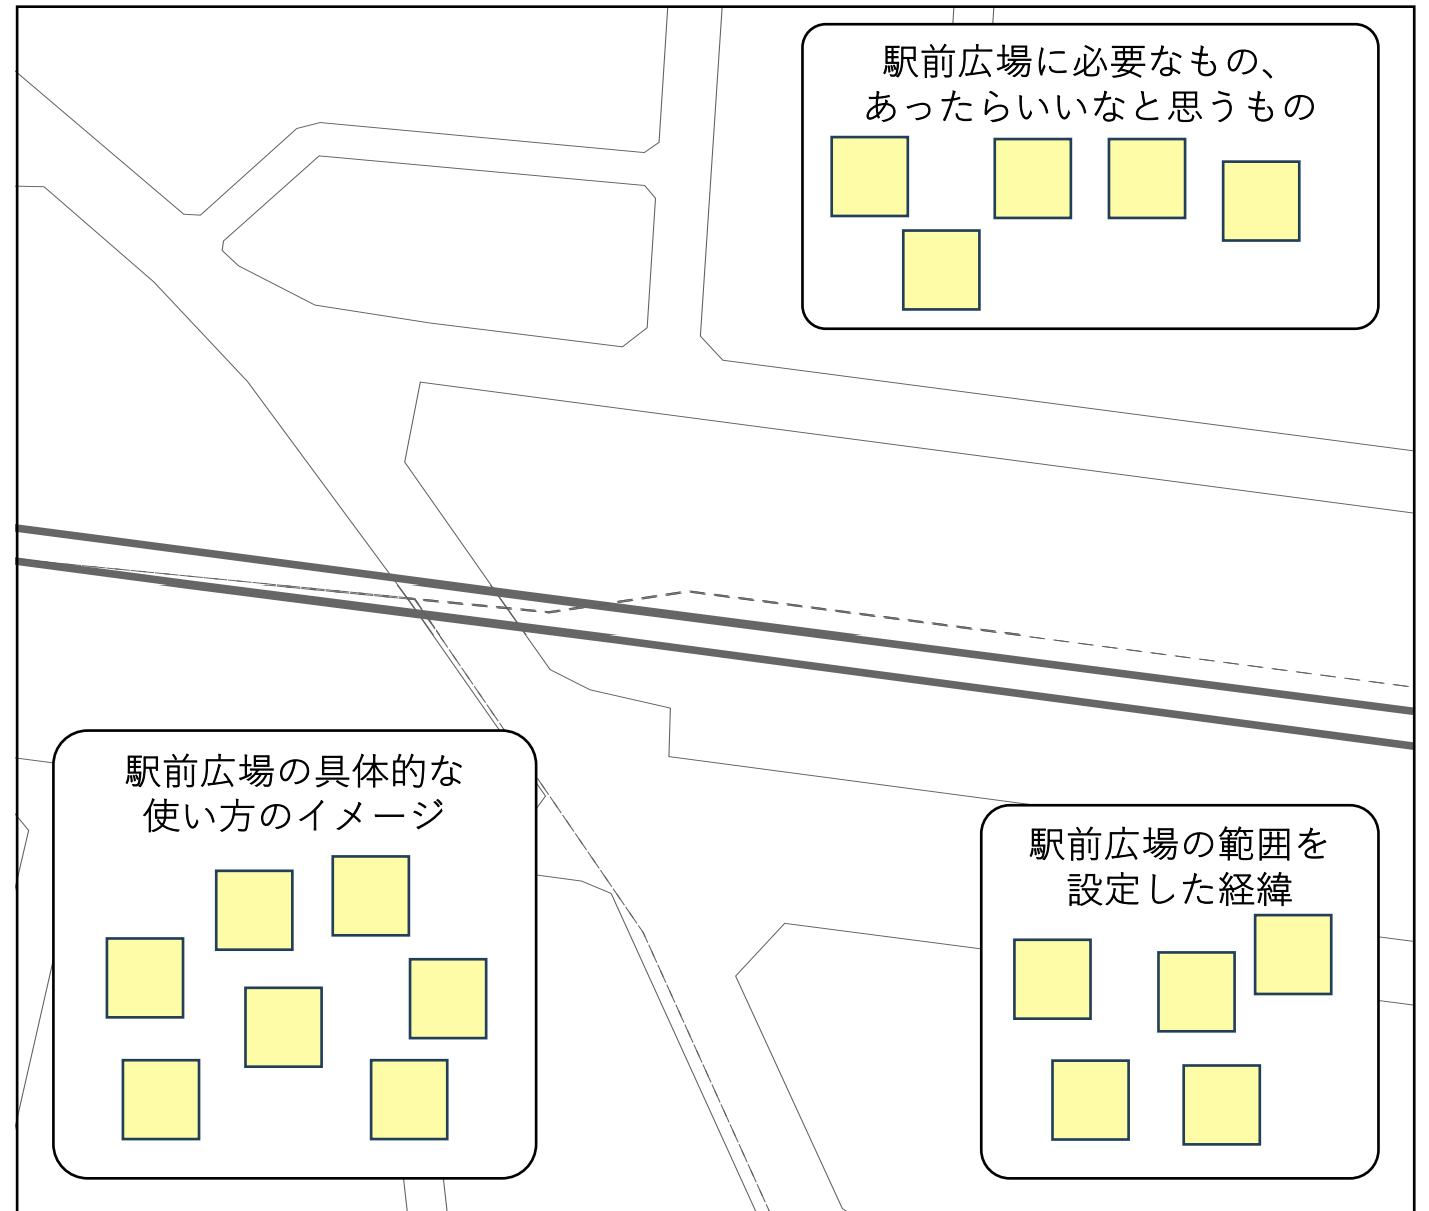 駅前広場に必要なもの、
あったらいいなと思うもの
駅前広場の具体的な
使い方のイメージ
駅前広場の範囲を
設定した経緯